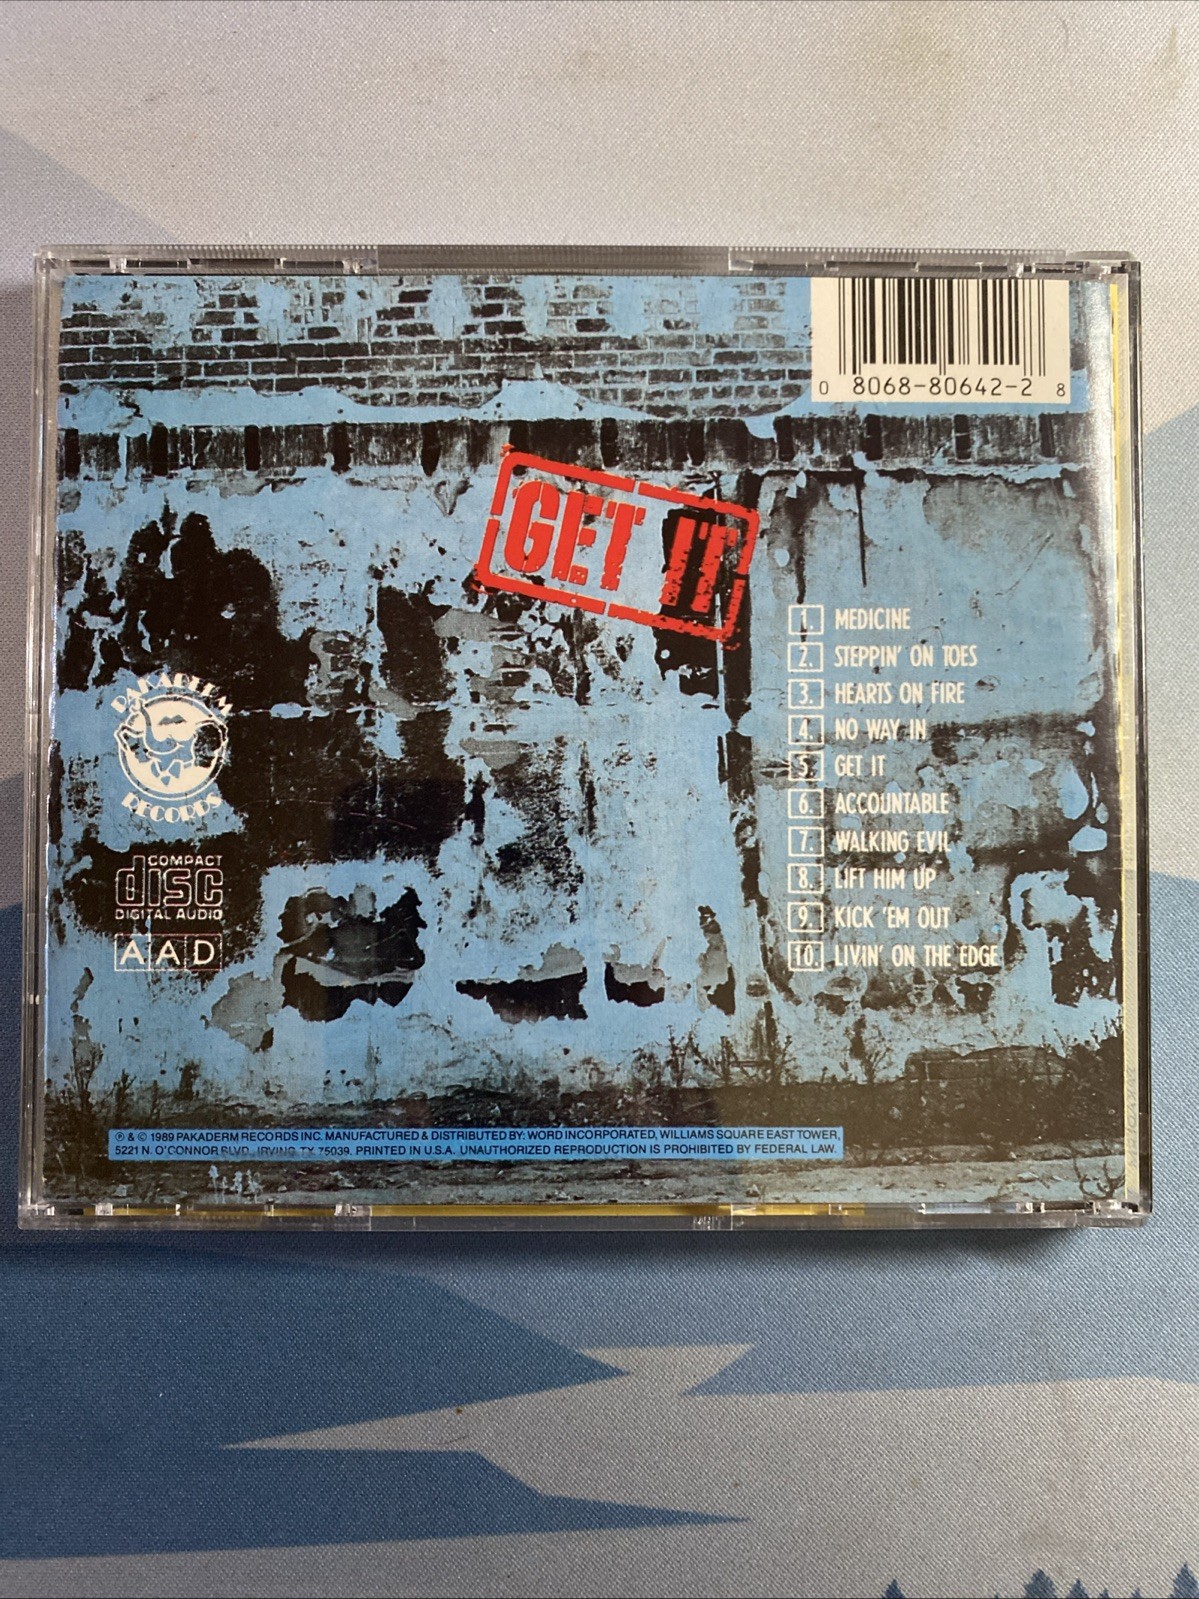 0 8068-80642-2 8
GET IT
1. MEDICINE
2. STEPPIN' ON TOES
3. HEARTS ON FIRE
4. NO WAY IN
5. GET IT
6. ACCOUNTABLE
7. WALKING EVIL
8. LIFT HIM UP
9. KICK 'EM OUT
10. LIVIN' ON THE EDGE
PAKADERM
RECORDS
COMPACT
disc
DIGITAL AUDIO
AAD
℗ & © 1989 PAKADERM RECORDS INC. MANUFACTURED & DISTRIBUTED BY: WORD INCORPORATED, WILLIAMS SQUARE EAST TOWER,
5221 N. O'CONNOR BLVD., IRVING, TX 75039. PRINTED IN U.S.A. UNAUTHORIZED REPRODUCTION IS PROHIBITED BY FEDERAL LAW.